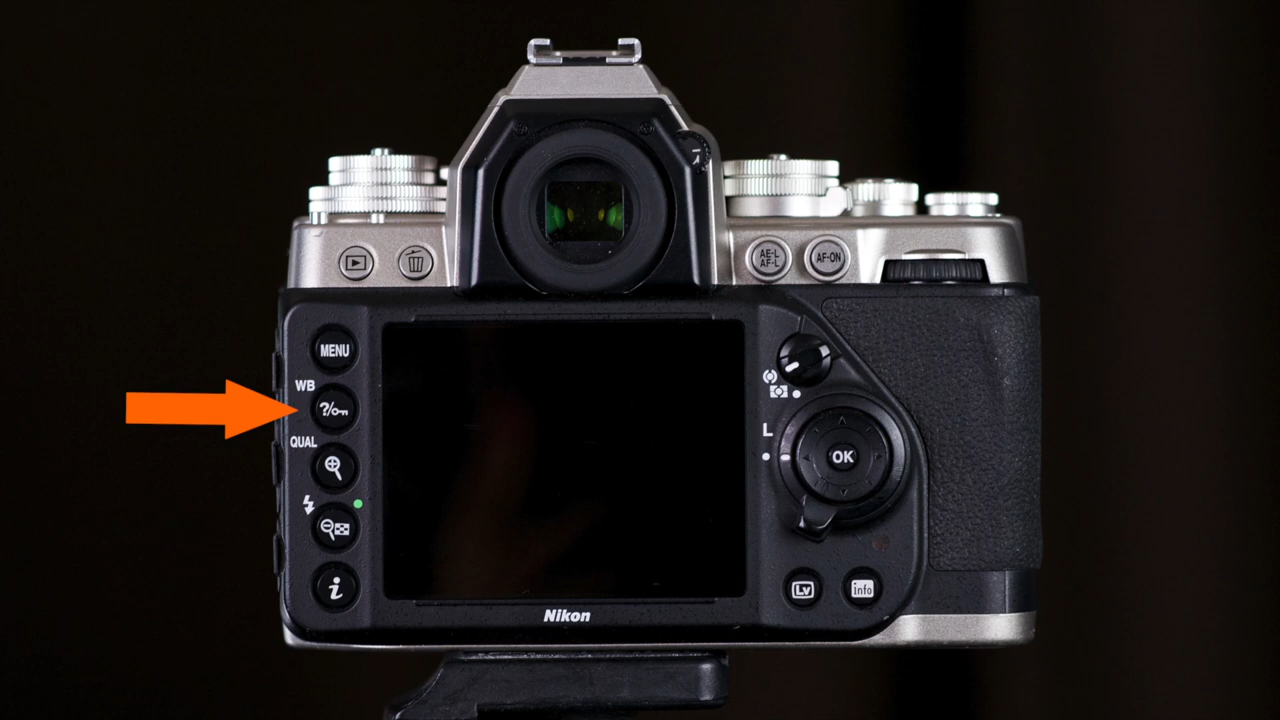 AE-L
AF-L
AF-ON
MENU
WB
?/
QUAL
L
OK
i
Lv
info
Nikon